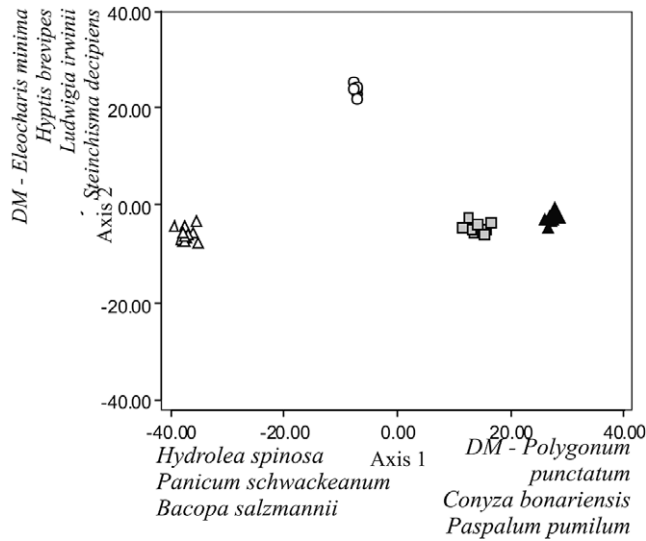 DM - Eleocharis minima
Hyptis brevipes
Ludwigia irwinii
Steinchisma decipiens
Axis 2
40.00
20.00
0.00
-20.00
-40.00
-40.00
-20.00
0.00
20.00
40.00
Axis 1
Hydrolea spinosa
Panicum schwackeanum
Bacopa salzmannii
DM - Polygonum
punctatum
Conyza bonariensis
Paspalum pumilum